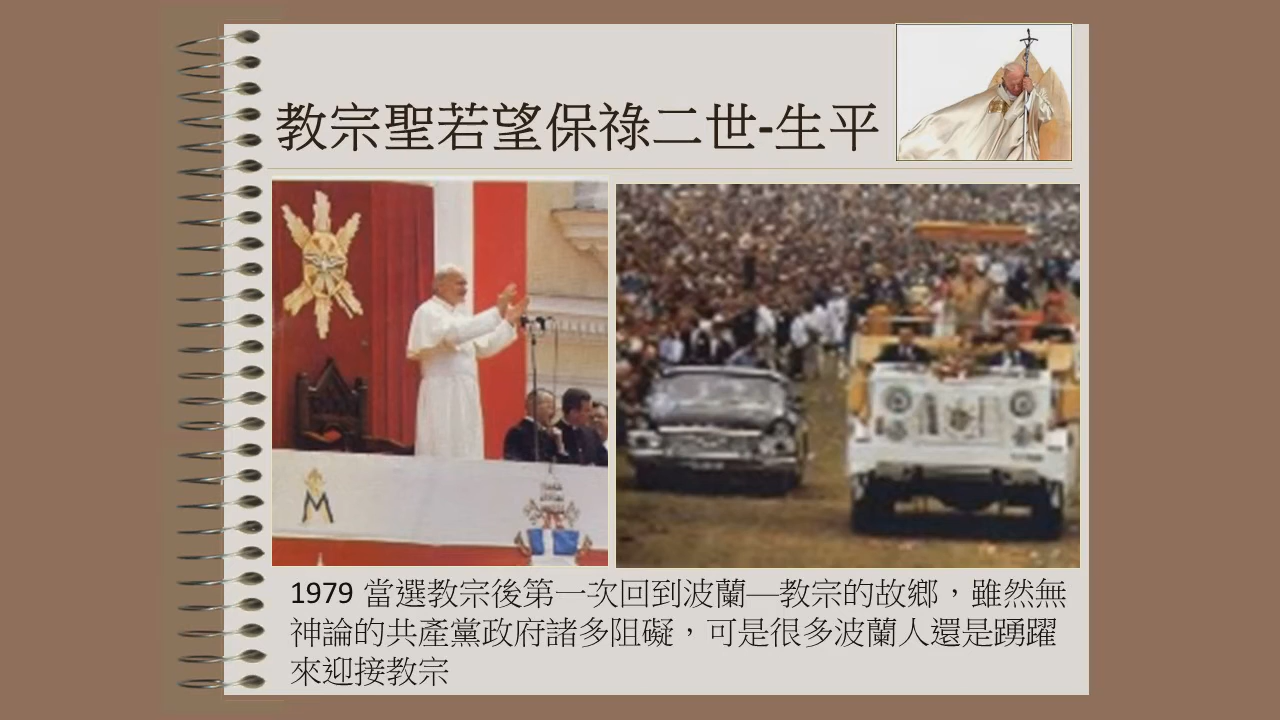 教宗聖若望保祿二世-生平
1979 當選教宗後第一次回到波蘭—教宗的故鄉，雖然無
神論的共產黨政府諸多阻礙，可是很多波蘭人還是踴躍
來迎接教宗